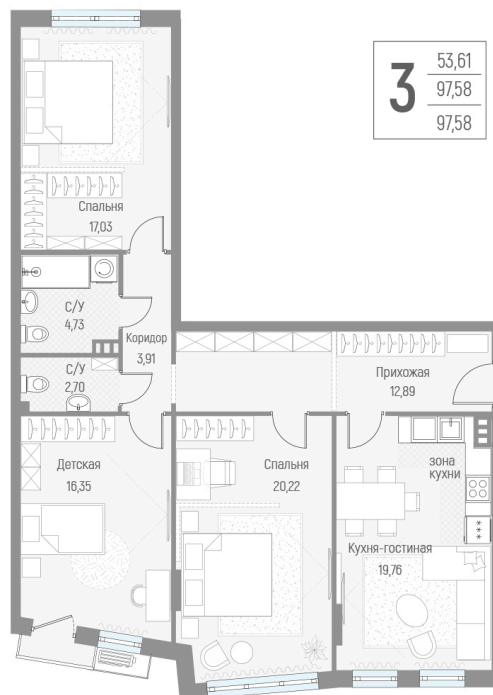 3
53,61
97,58
97,58
Спальня
17,03
С/У
4,73
Коридор
3,91
Прихожая
12,89
С/У
2,70
Детская
16,35
Спальня
20,22
зона
кухни
Кухня-гостиная
19,76